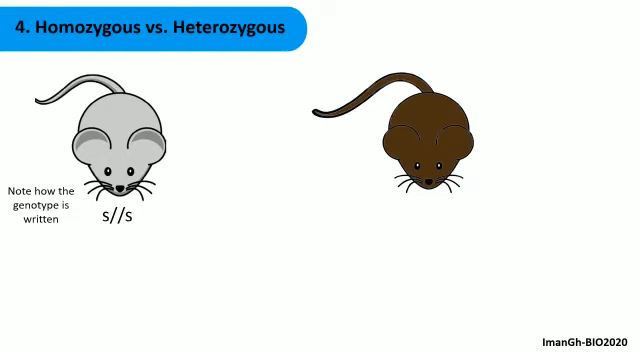 4. Homozygous vs. Heterozygous
Note how the
genotype is
written
s//s
ImanGh-BIO2020